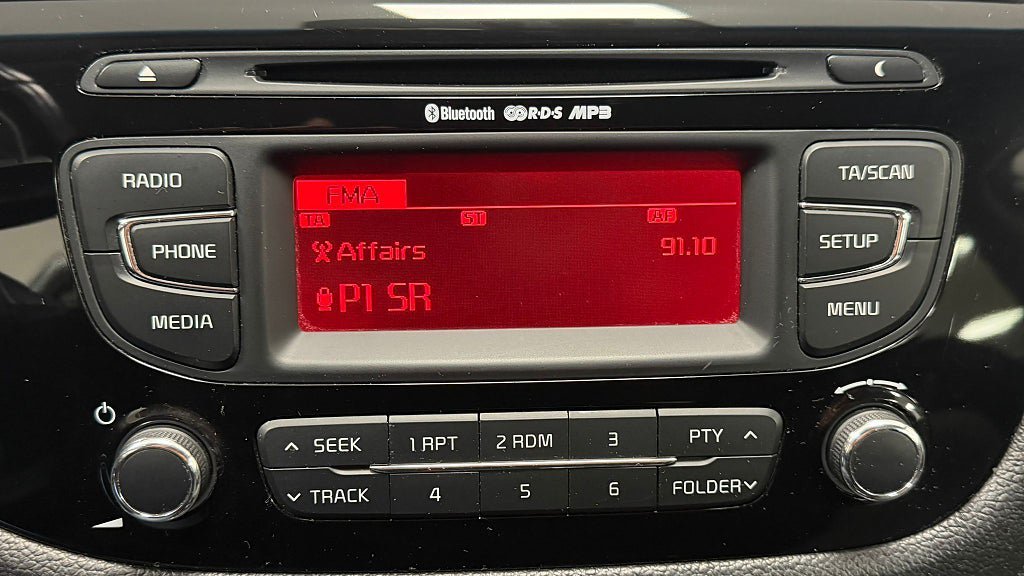 Bluetooth R·D·S MP3
RADIO
PHONE
MEDIA
FMA
TA ST AF
Affairs 91.10
P1 SR
TA/SCAN
SETUP
MENU
SEEK 1 RPT 2 RDM 3 PTY
TRACK 4 5 6 FOLDER